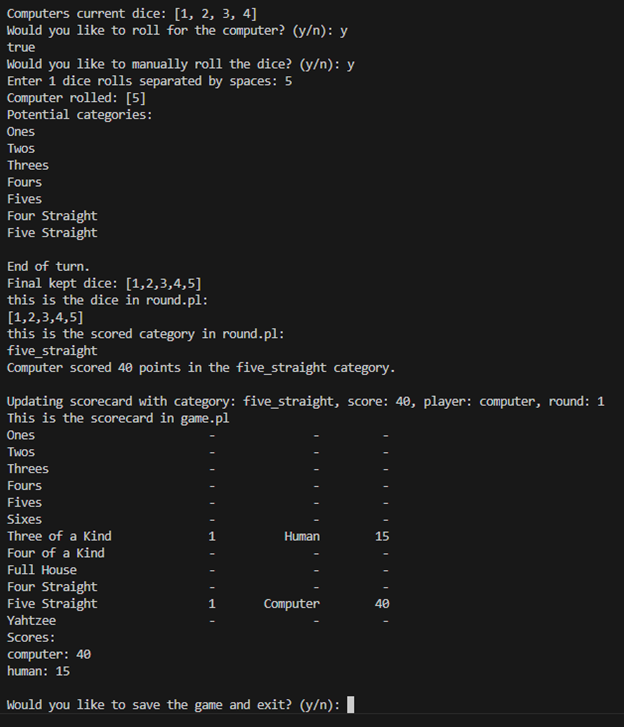 Computers current dice: [1, 2, 3, 4]
Would you like to roll for the computer? (y/n): y
true
Would you like to manually roll the dice? (y/n): y
Enter 1 dice rolls separated by spaces: 5
Computer rolled: [5]
Potential categories:
Ones
Twos
Threes
Fours
Fives
Four Straight
Five Straight

End of turn.
Final kept dice: [1,2,3,4,5]
this is the dice in round.pl:
[1,2,3,4,5]
this is the scored category in round.pl:
five_straight
Computer scored 40 points in the five_straight category.

Updating scorecard with category: five_straight, score: 40, player: computer, round: 1
This is the scorecard in game.pl
Ones - - -
Twos - - -
Threes - - -
Fours - - -
Fives - - -
Sixes - - -
Three of a Kind 1 Human 15
Four of a Kind - - -
Full House - - -
Four Straight - - -
Five Straight 1 Computer 40
Yahtzee - - -
Scores:
computer: 40
human: 15

Would you like to save the game and exit? (y/n):